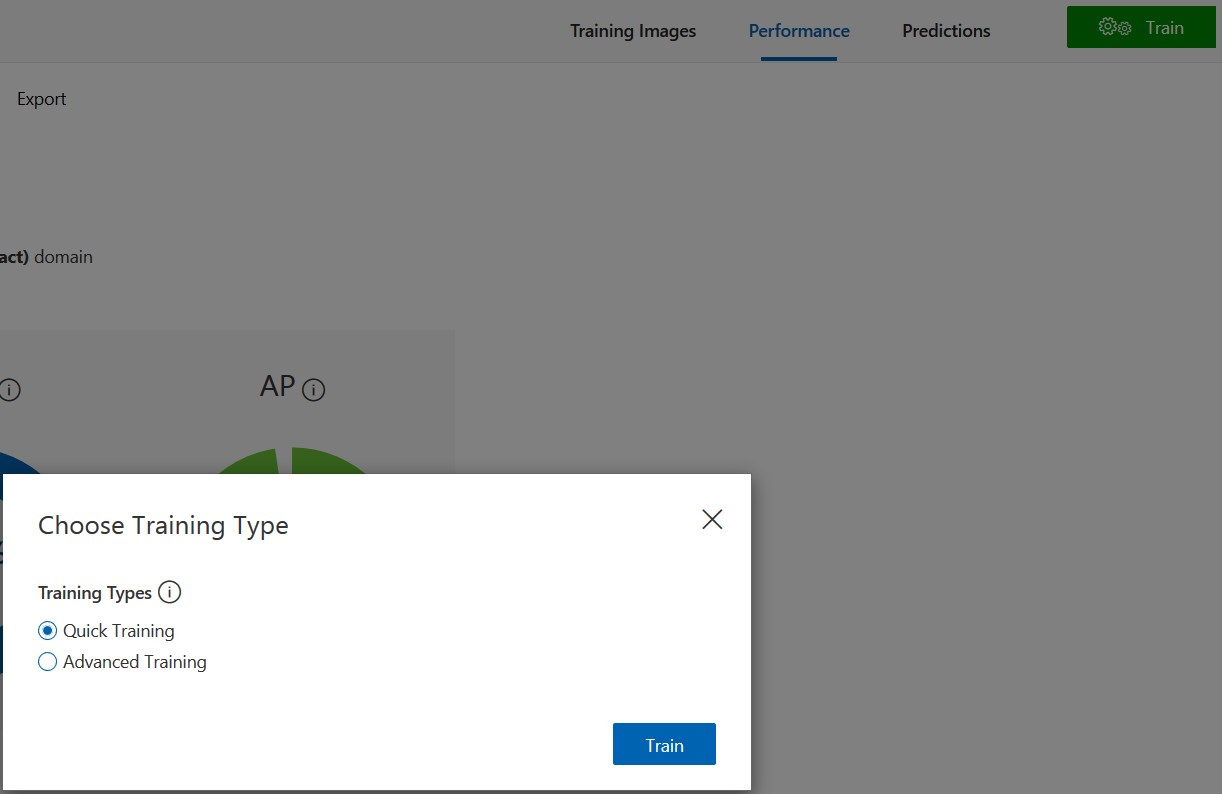 Training Images Performance Predictions Train
Export
act) domain
AP
Choose Training Type
Training Types
Quick Training
Advanced Training
Train